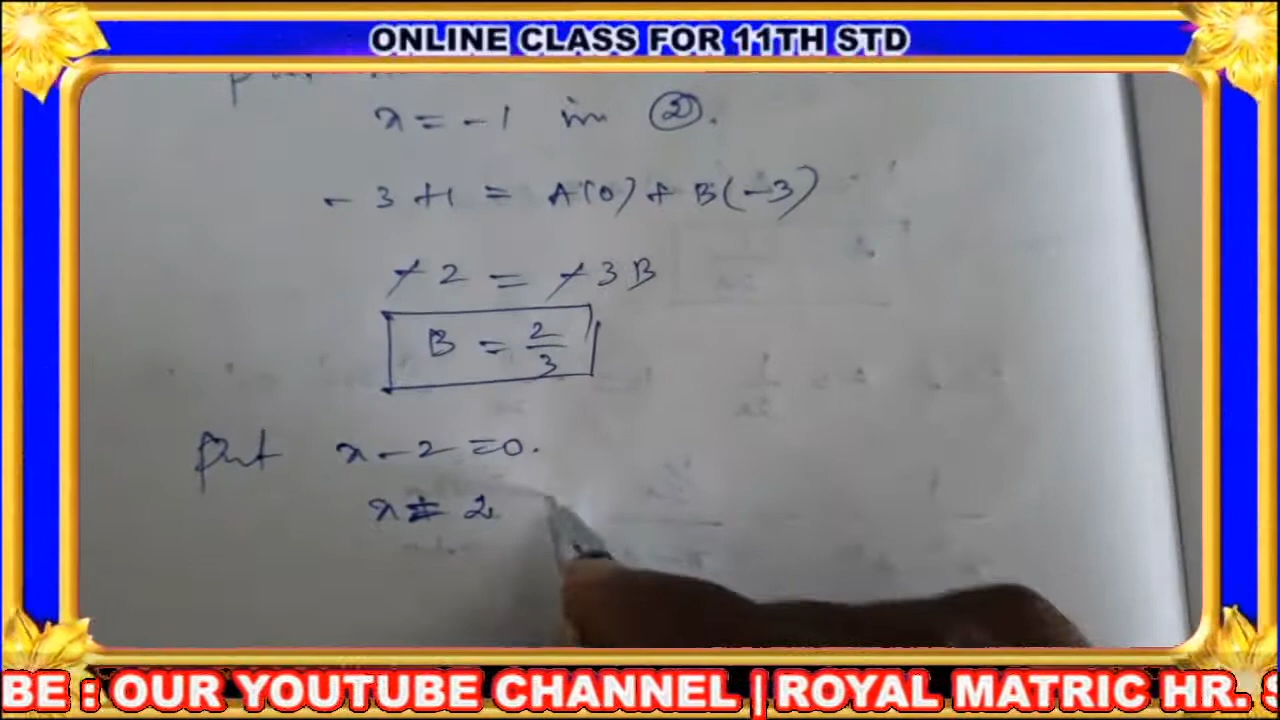 ONLINE CLASS FOR 11TH STD
x = -1 in ②.
- 3 + 1 = A(0) + B(-3)
- 2 = - 3 B
B = 2/3
Put x - 2 = 0.
x = 2
BE : OUR YOUTUBE CHANNEL | ROYAL MATRIC HR. S